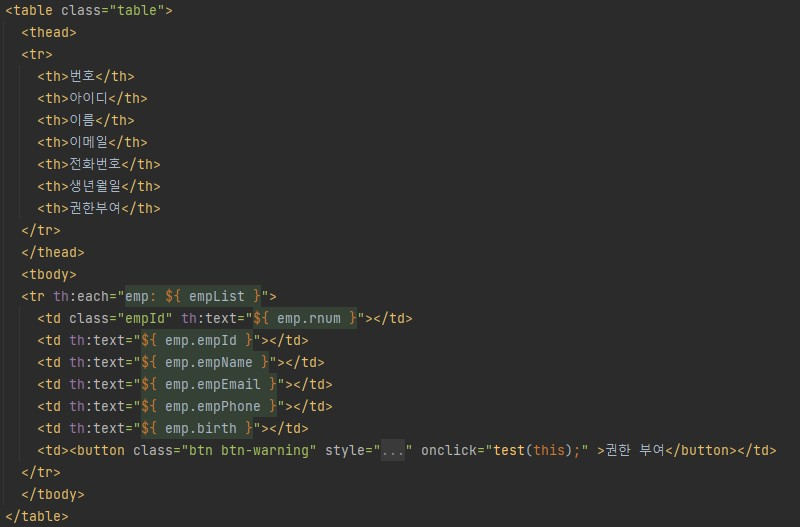 <table class="table">
<thead>
<tr>
<th>번호</th>
<th>아이디</th>
<th>이름</th>
<th>이메일</th>
<th>전화번호</th>
<th>생년월일</th>
<th>권한부여</th>
</tr>
</thead>
<tbody>
<tr th:each="emp: ${ empList }">
<td class="empId" th:text="${ emp.rnum }"></td>
<td th:text="${ emp.empId }"></td>
<td th:text="${ emp.empName }"></td>
<td th:text="${ emp.empEmail }"></td>
<td th:text="${ emp.empPhone }"></td>
<td th:text="${ emp.birth }"></td>
<td><button class="btn btn-warning" style="..." onclick="test(this);" >권한 부여</button></td>
</tr>
</tbody>
</table>